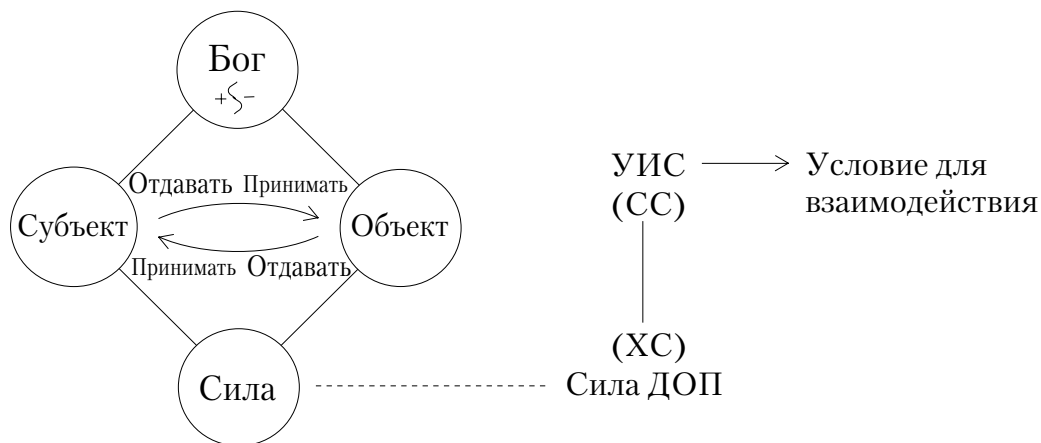 Бог
+ −
Отдавать Принимать
Субъект
Объект
Принимать Отдавать
Сила
УИС
(СС)
Условие для
взаимодействия
(ХС)
Сила ДОП